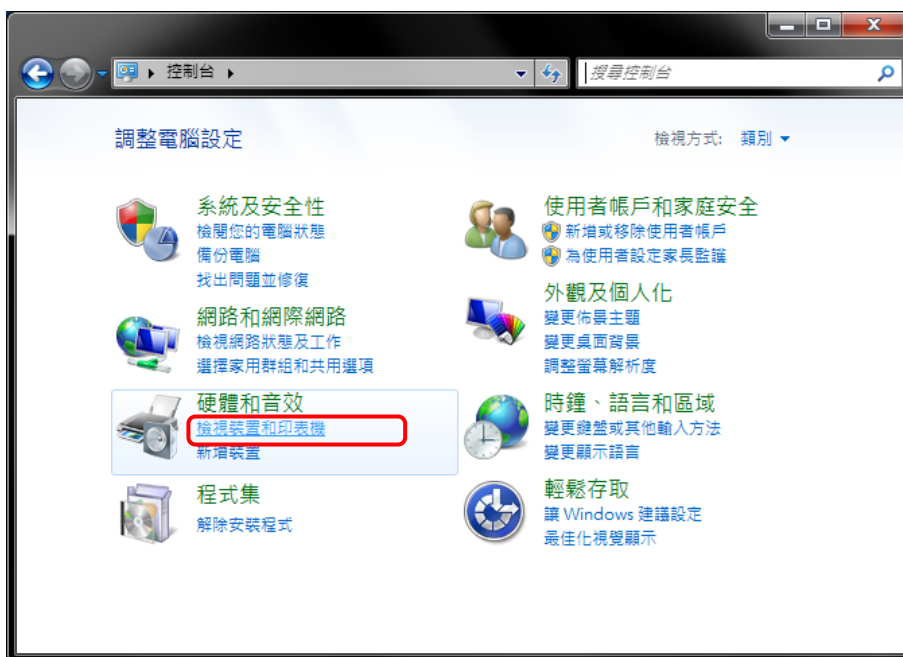 控制台
搜尋控制台
調整電腦設定
檢視方式: 類別
系統及安全性
檢閱您的電腦狀態
備份電腦
找出問題並修復
網路和網際網路
檢視網路狀態及工作
選擇家用群組和共用選項
硬體和音效
檢視裝置和印表機
新增裝置
程式集
解除安裝程式
使用者帳戶和家庭安全
新增或移除使用者帳戶
為使用者設定家長監護
外觀及個人化
變更佈景主題
變更桌面背景
調整螢幕解析度
時鐘、語言和區域
變更鍵盤或其他輸入方法
變更顯示語言
輕鬆存取
讓 Windows 建議設定
最佳化視覺顯示